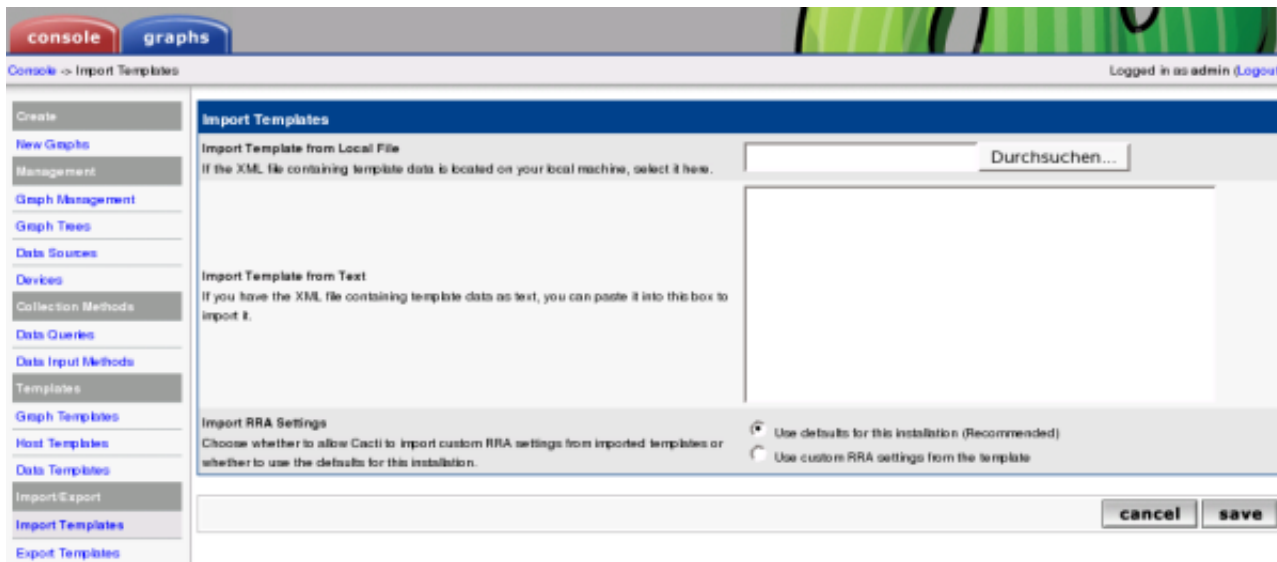 console graphs
Console -> Import Templates
Logged in as admin (Logout
Create
New Graphs
Management
Graph Management
Graph Trees
Data Sources
Devices
Collection Methods
Data Queries
Data Input Methods
Templates
Graph Templates
Host Templates
Data Templates
Import/Export
Import Templates
Export Templates
Import Templates
Import Template from Local File
If the XML file containing template data is located on your local machine, select it here.
Durchsuchen...
Import Template from Text
If you have the XML file containing template data as text, you can paste it into this box to
import it.
Import RRA Settings
Choose whether to allow Cacti to import custom RRA settings from imported templates or
whether to use the defaults for this installation.
Use defaults for this installation (Recommended)
Use custom RRA settings from the template
cancel save